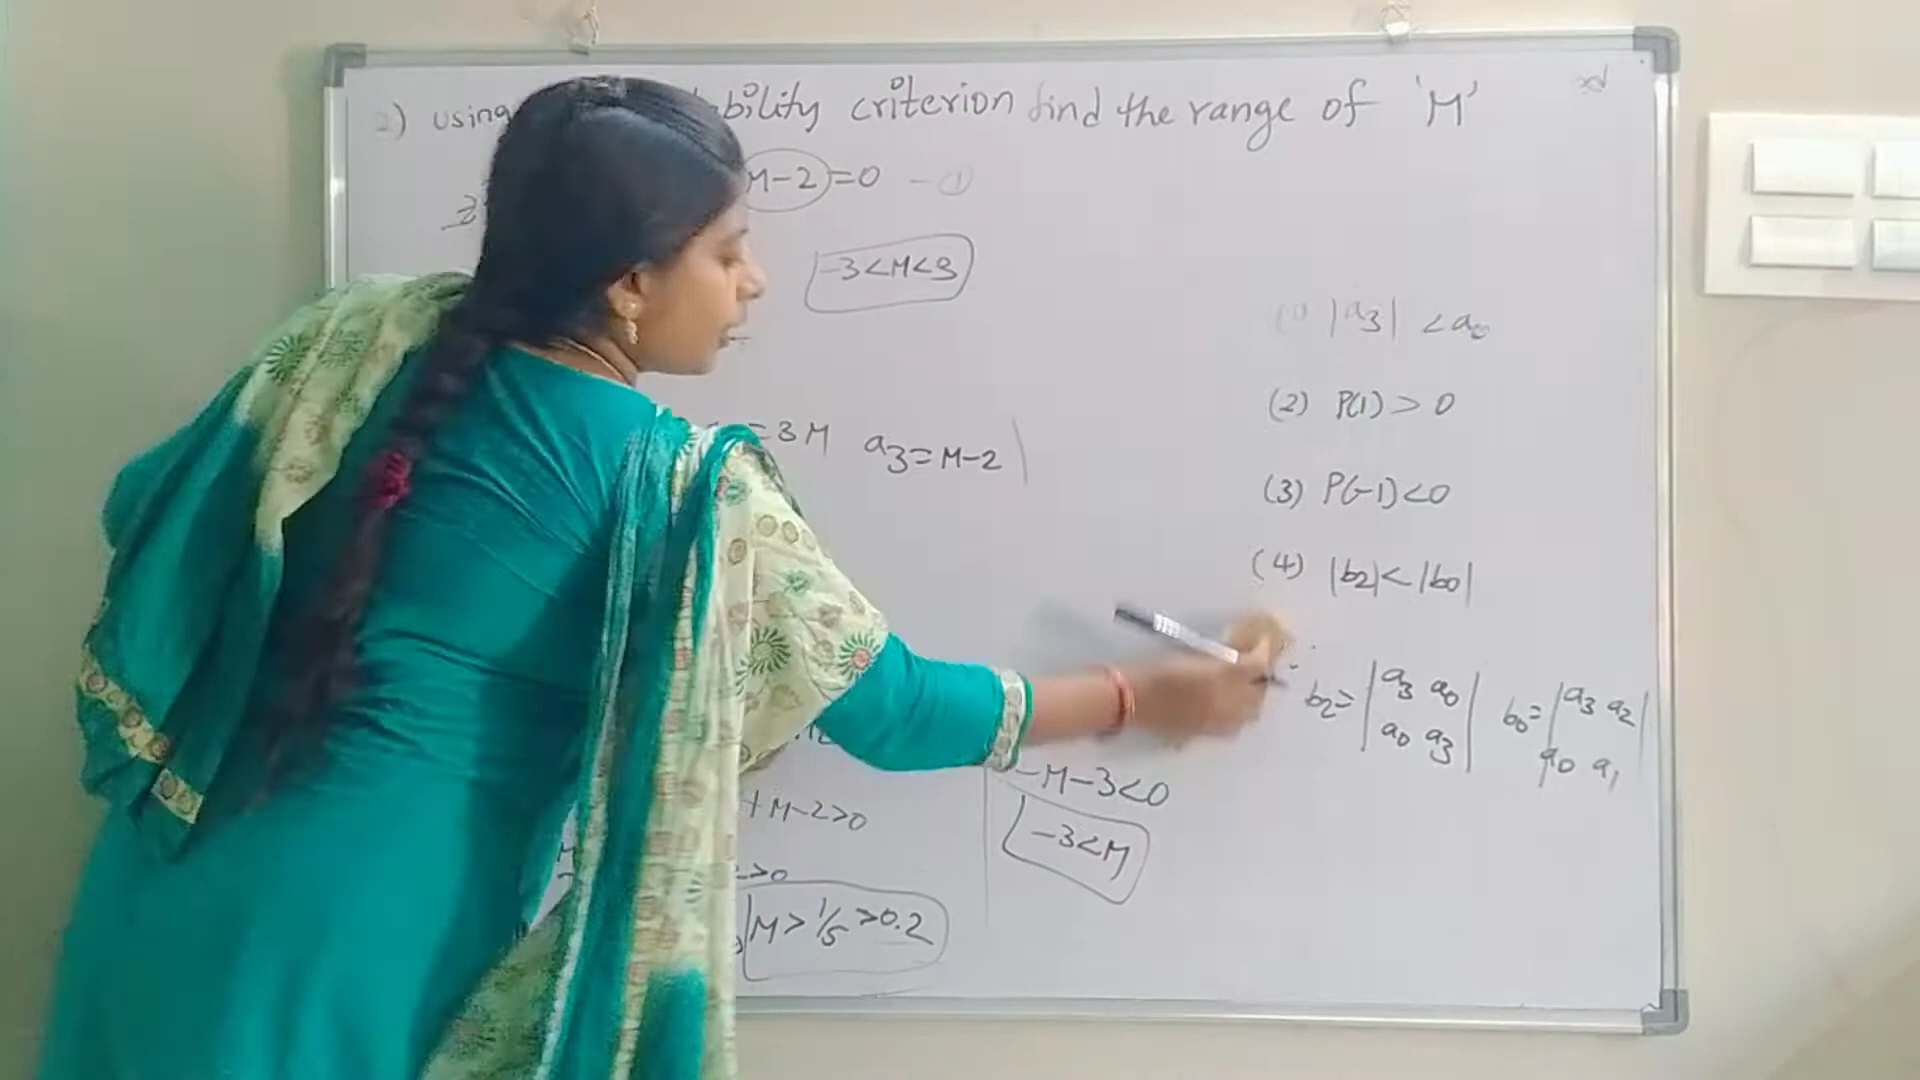 2) using bility criterion find the range of 'M'
M-2)=0 - ①
-3<M<3
(1) |a3| < a0
(2) P(1) > 0
=3M a3=M-2
(3) P(-1)<0
(4) |b2|<|b0|
b2=|a3 a0 b0=|a3 a2|
a0 a3| a0 a1
-M-3<0
+M-2>0
-3<M
>0
M>1/5>0.2